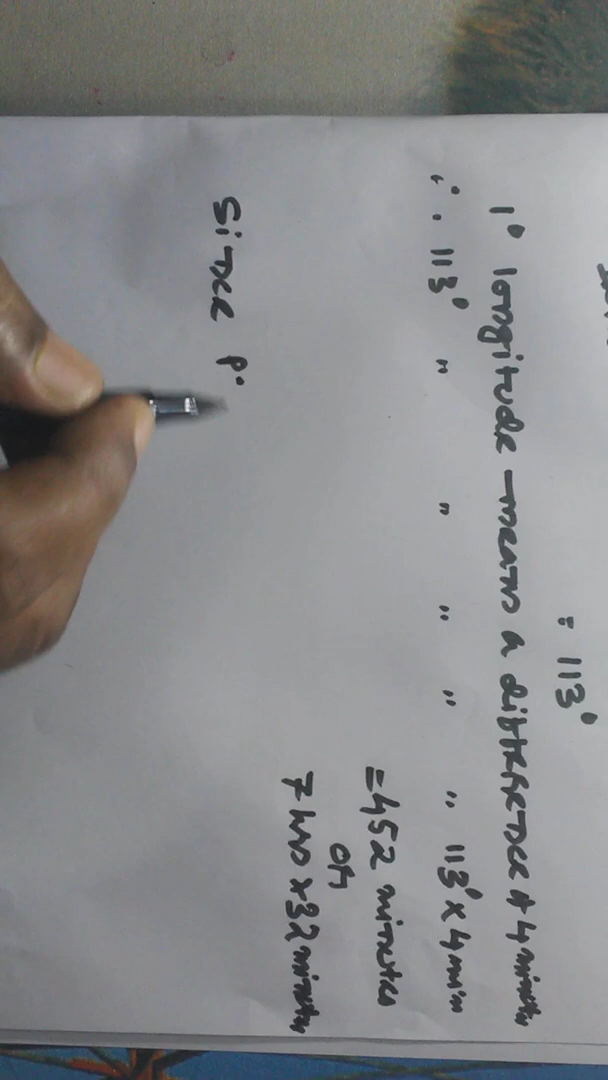 = 113°
1° longitude means a difference of 4 minutes
∴ 113° " " " " " 113° x 4 min
= 452 minutes
or
7 hrs x 32 minutes
Since P.